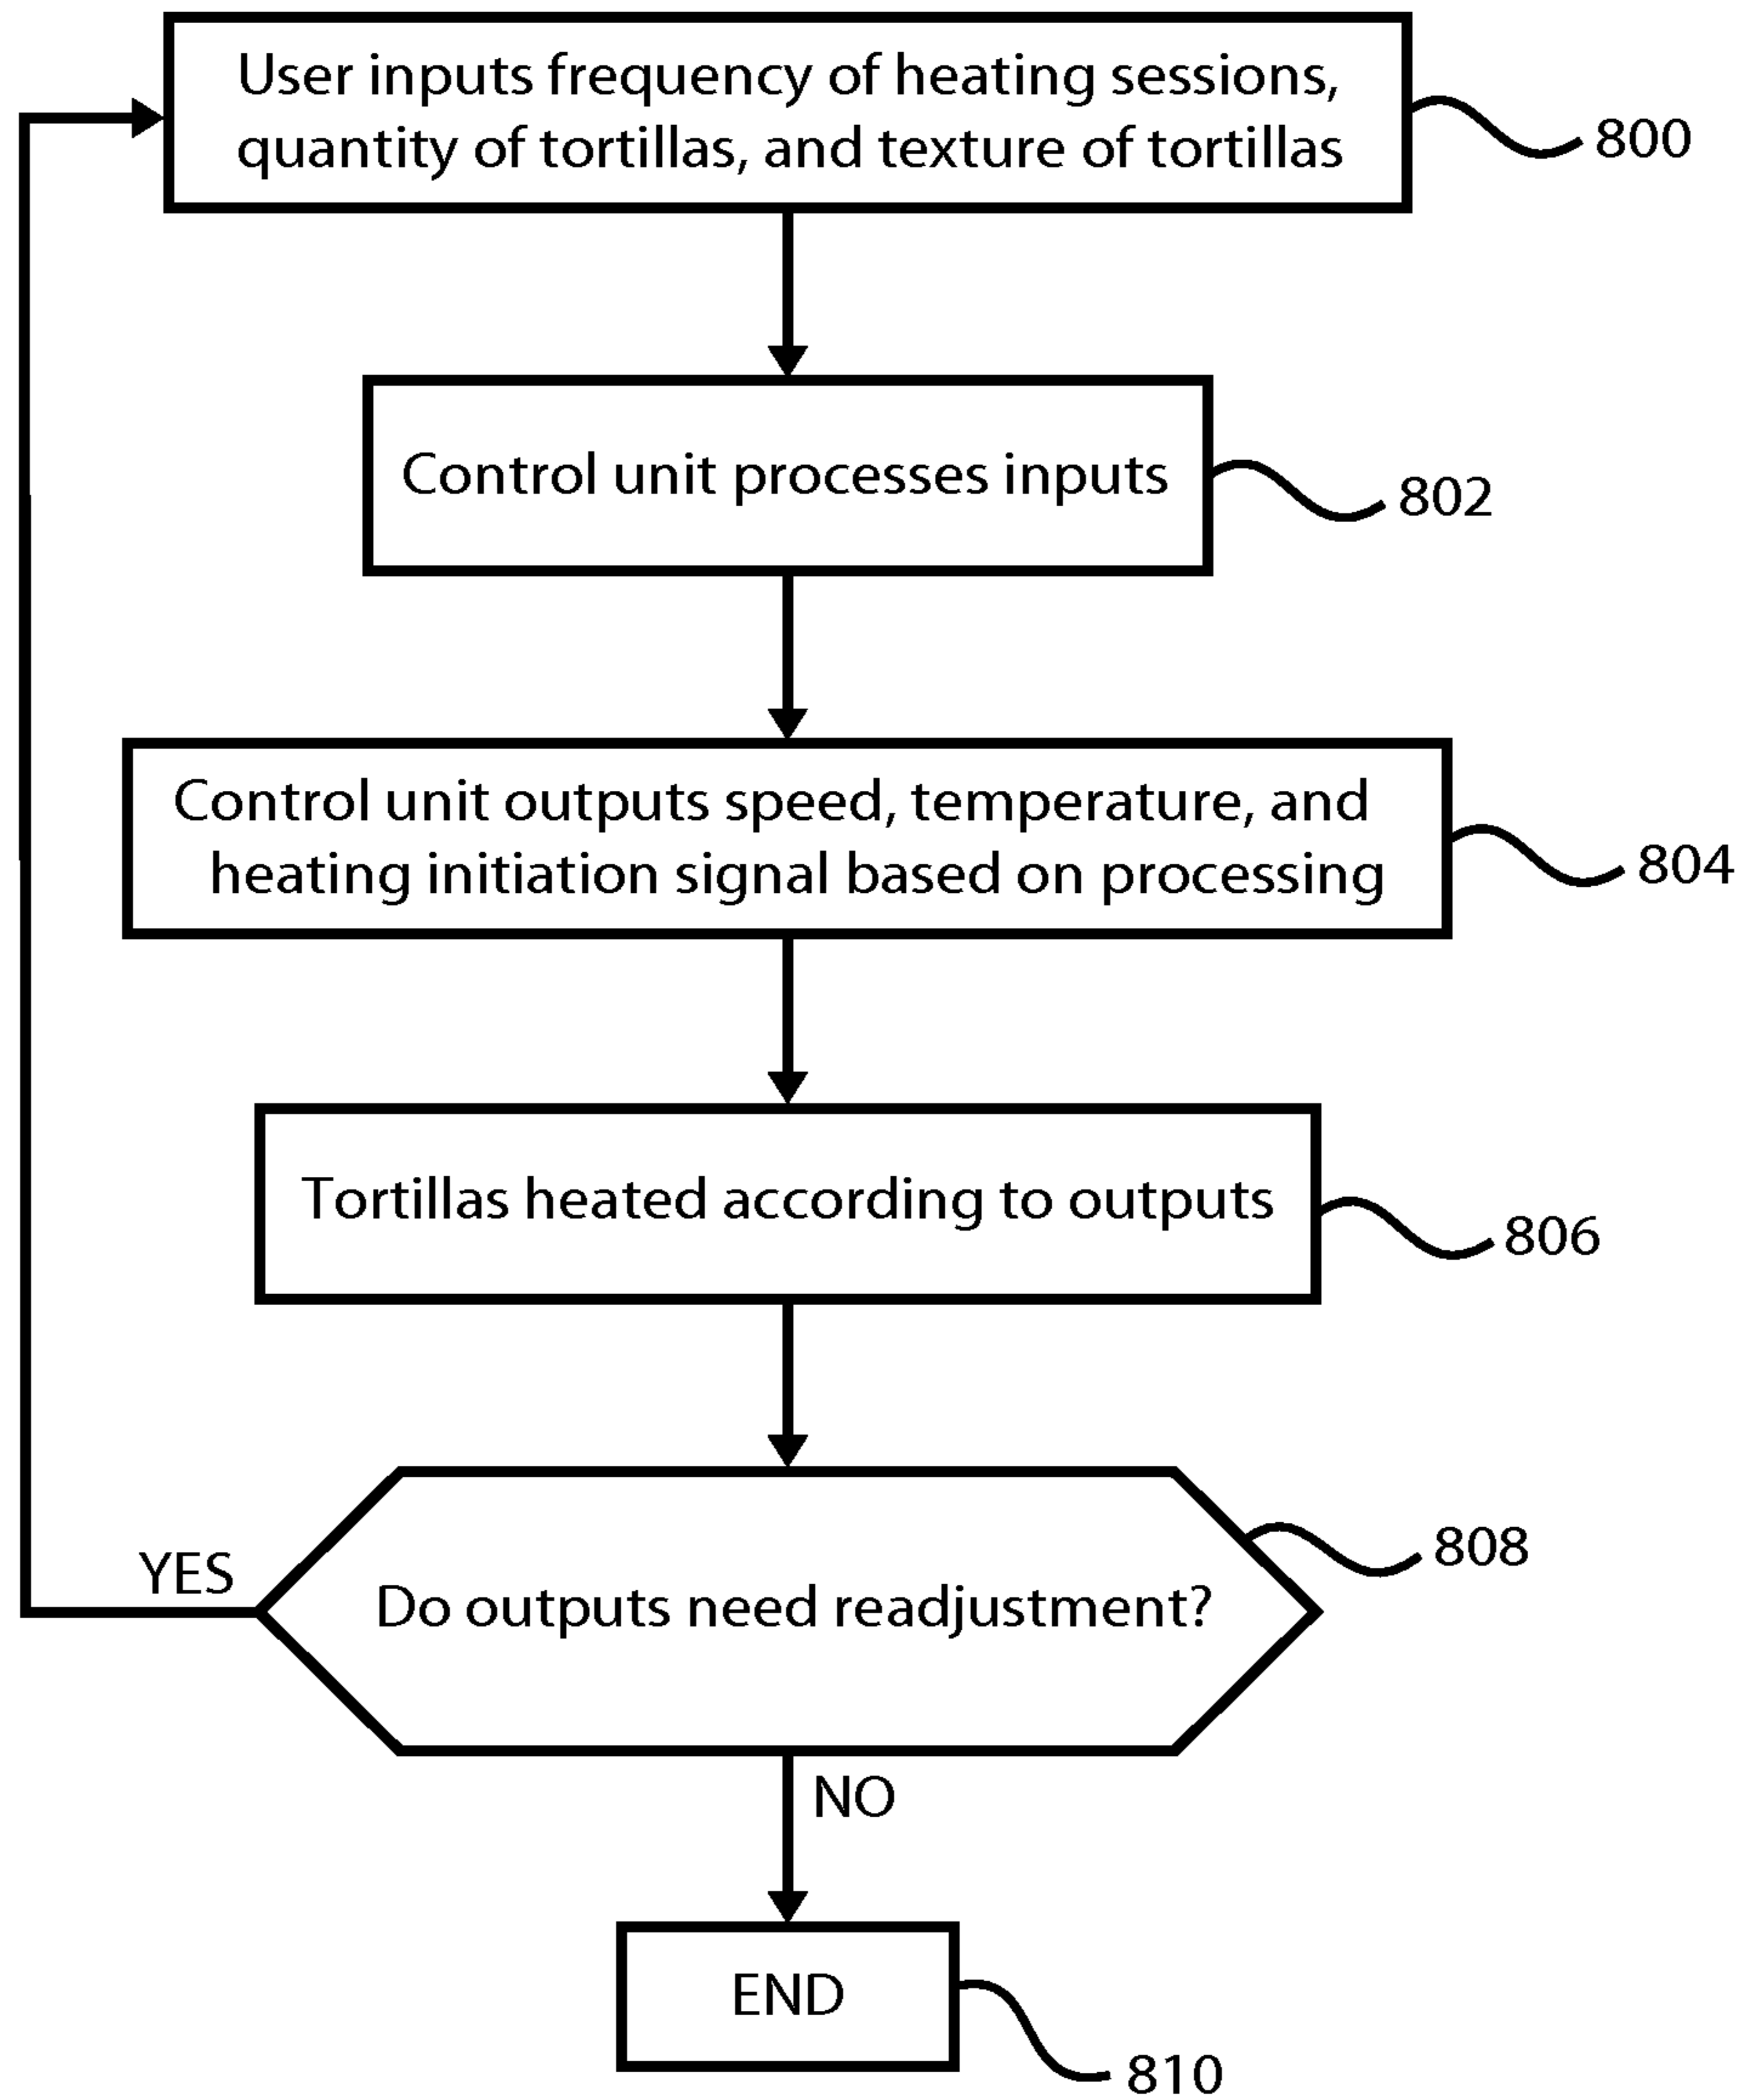 User inputs frequency of heating sessions,
quantity of tortillas, and texture of tortillas
800
Control unit processes inputs
802
Control unit outputs speed, temperature, and
heating initiation signal based on processing
804
Tortillas heated according to outputs
806
808
YES
Do outputs need readjustment?
NO
END
810